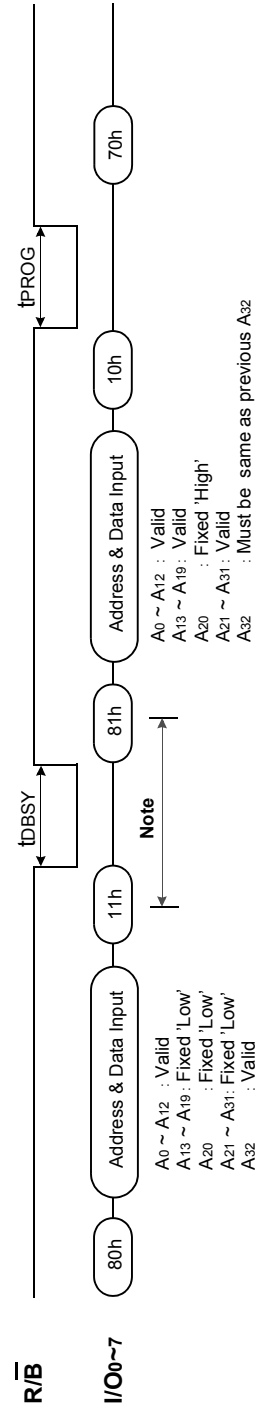 R/B
tDBSY
tPROG
I/O0~7
80h
Address & Data Input
11h
81h
Address & Data Input
10h
70h
Note
A0 ~ A12 : Valid
A13 ~ A19 : Fixed 'Low'
A20 : Fixed 'Low'
A21 ~ A31: Fixed 'Low'
A32 : Valid
A0 ~ A12 : Valid
A13 ~ A19 : Valid
A20 : Fixed 'High'
A21 ~ A31 : Valid
A32 : Must be same as previous A32